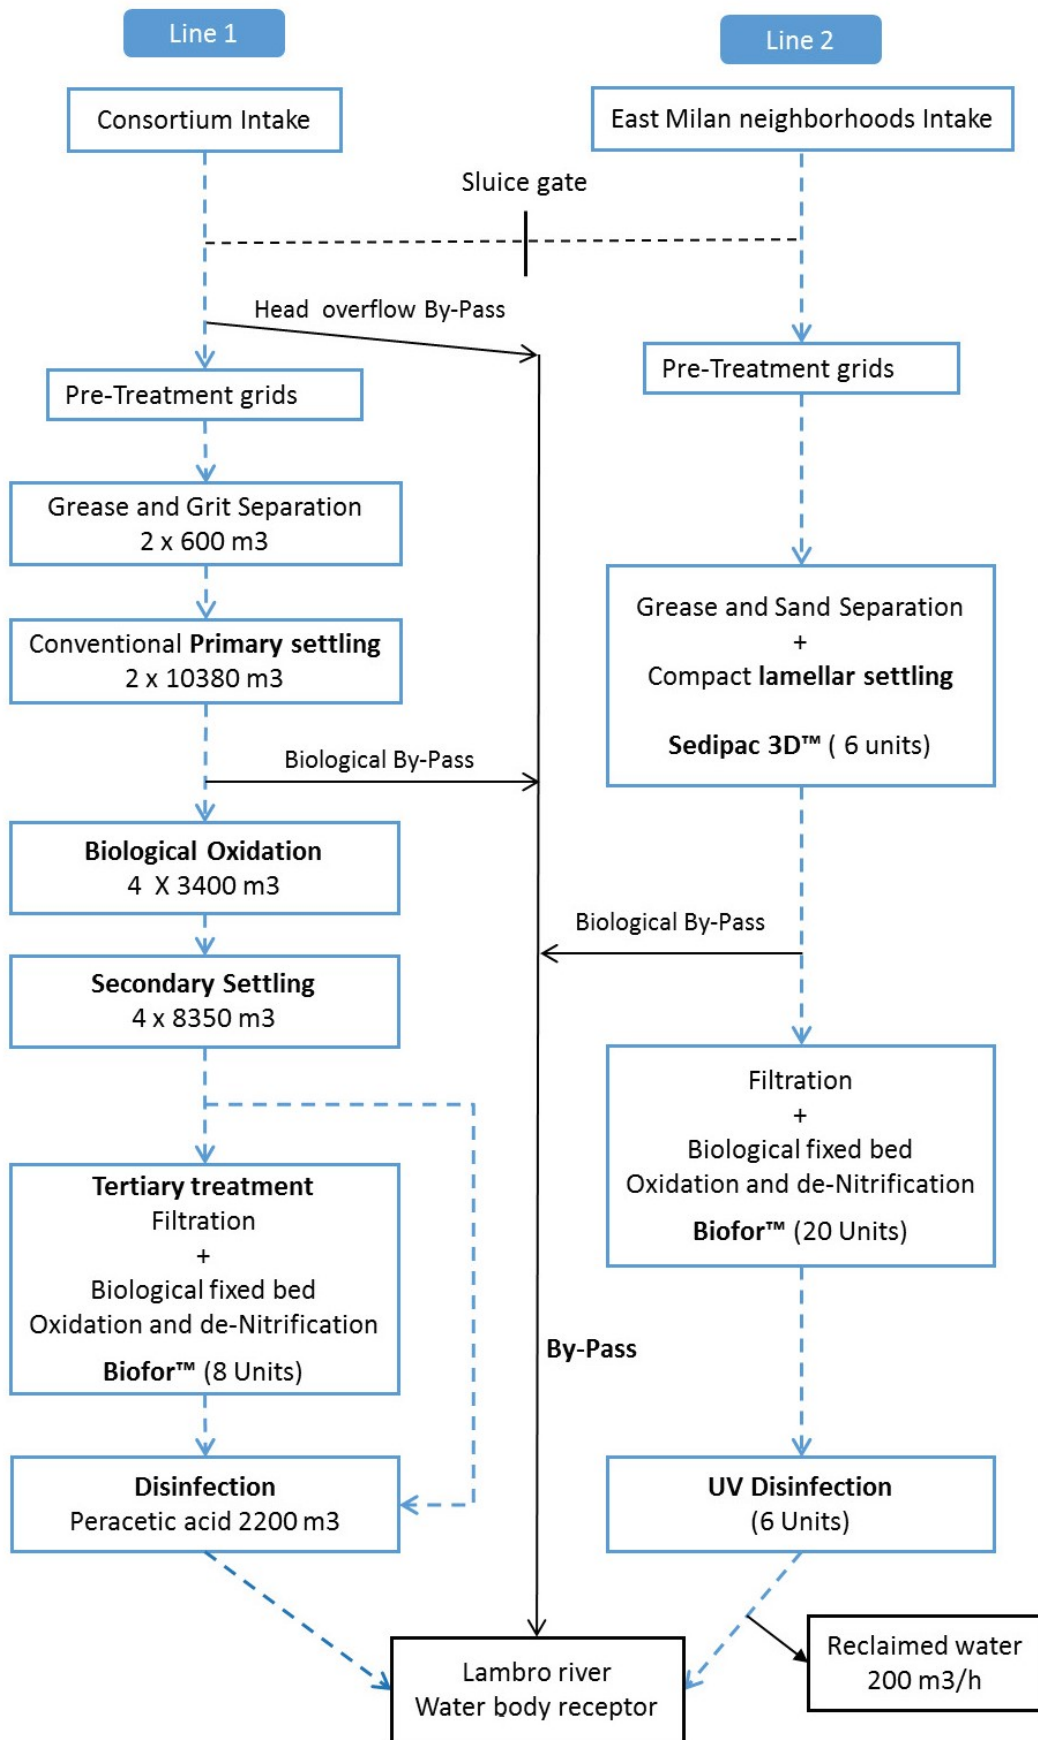 Line 1
Line 2
Consortium Intake
East Milan neighborhoods Intake
Sluice gate
Head overflow By-Pass
Pre-Treatment grids
Pre-Treatment grids
Grease and Grit Separation
2 x 600 m3
Conventional Primary settling
2 x 10380 m3
Grease and Sand Separation
+
Compact lamellar settling
Sedipac 3D™ ( 6 units)
Biological By-Pass
Biological Oxidation
4 X 3400 m3
Biological By-Pass
Secondary Settling
4 x 8350 m3
Filtration
+
Biological fixed bed
Oxidation and de-Nitrification
Biofor™ (20 Units)
Tertiary treatment
Filtration
+
Biological fixed bed
Oxidation and de-Nitrification
Biofor™ (8 Units)
By-Pass
Disinfection
Peracetic acid 2200 m3
UV Disinfection
(6 Units)
Lambro river
Water body receptor
Reclaimed water
200 m3/h